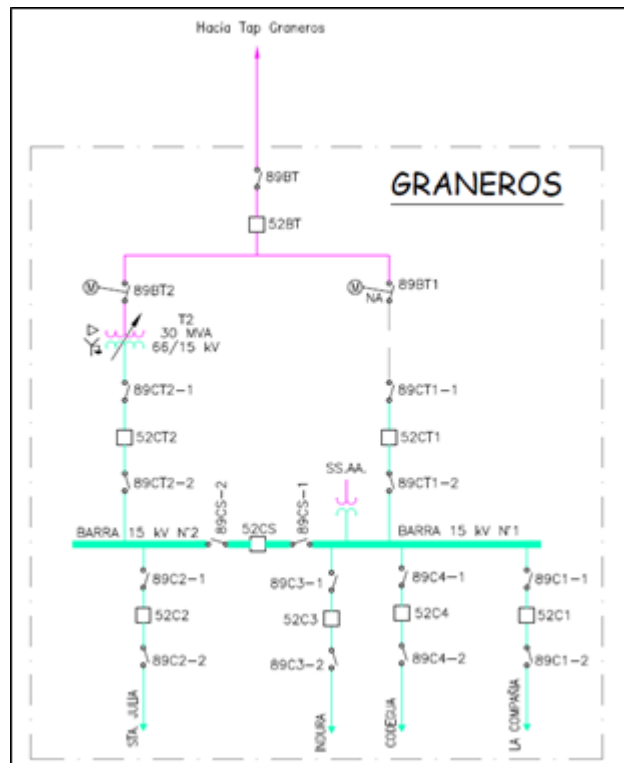 Hacia Tap Graneros
89BT
GRANEROS
52BT
M
89BT2
M
89BT1
NA
T2
30 MVA
66/15 kV
89CT2-1
89CT1-1
52CT2
52CT1
SS.AA.
89CT2-2
89CS-2
89CS-1
89CT1-2
52CS
BARRA 15 kV N°2
BARRA 15 kV N°1
89C2-1
89C3-1
89C4-1
89C1-1
52C2
52C3
52C4
52C1
89C2-2
89C3-2
89C4-2
89C1-2
STA. JULIA
INDURA
CODEGUA
LA COMPAÑIA